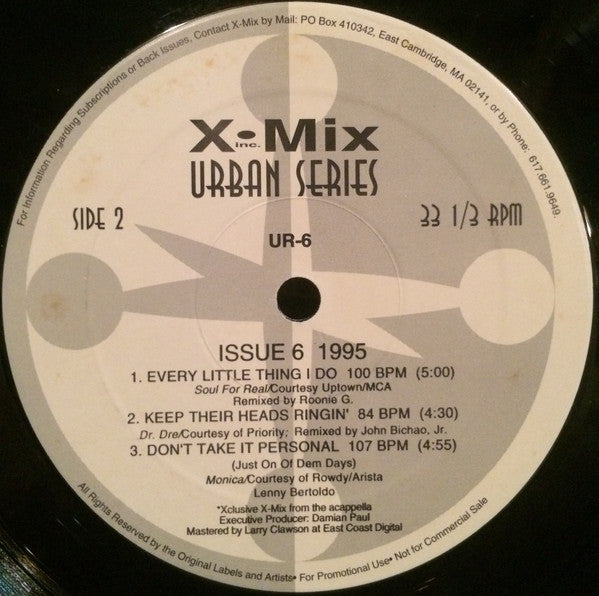 For Information Regarding Subscriptions or Back Issues, Contact X-Mix by Mail: PO Box 410342, East Cambridge, MA 02141, or by Phone: 617.661.9649.
X•Mix
inc.
URBAN SERIES
SIDE 2
33 1/3 RPM
UR-6
ISSUE 6 1995
1. EVERY LITTLE THING I DO 100 BPM (5:00)
Soul For Real/Courtesy Uptown/MCA
Remixed by Roonie G.
2. KEEP THEIR HEADS RINGIN' 84 BPM (4:30)
Dr. Dre/Courtesy of Priority; Remixed by John Bichao, Jr.
3. DON'T TAKE IT PERSONAL 107 BPM (4:55)
(Just On Of Dem Days)
Monica/Courtesy of Rowdy/Arista
Lenny Bertoldo
*Xclusive X-Mix from the acappella
Executive Producer: Damian Paul
Mastered by Larry Clawson at East Coast Digital
All Rights Reserved by the Original Labels and Artists• For Promotional Use• Not for Commercial Sale